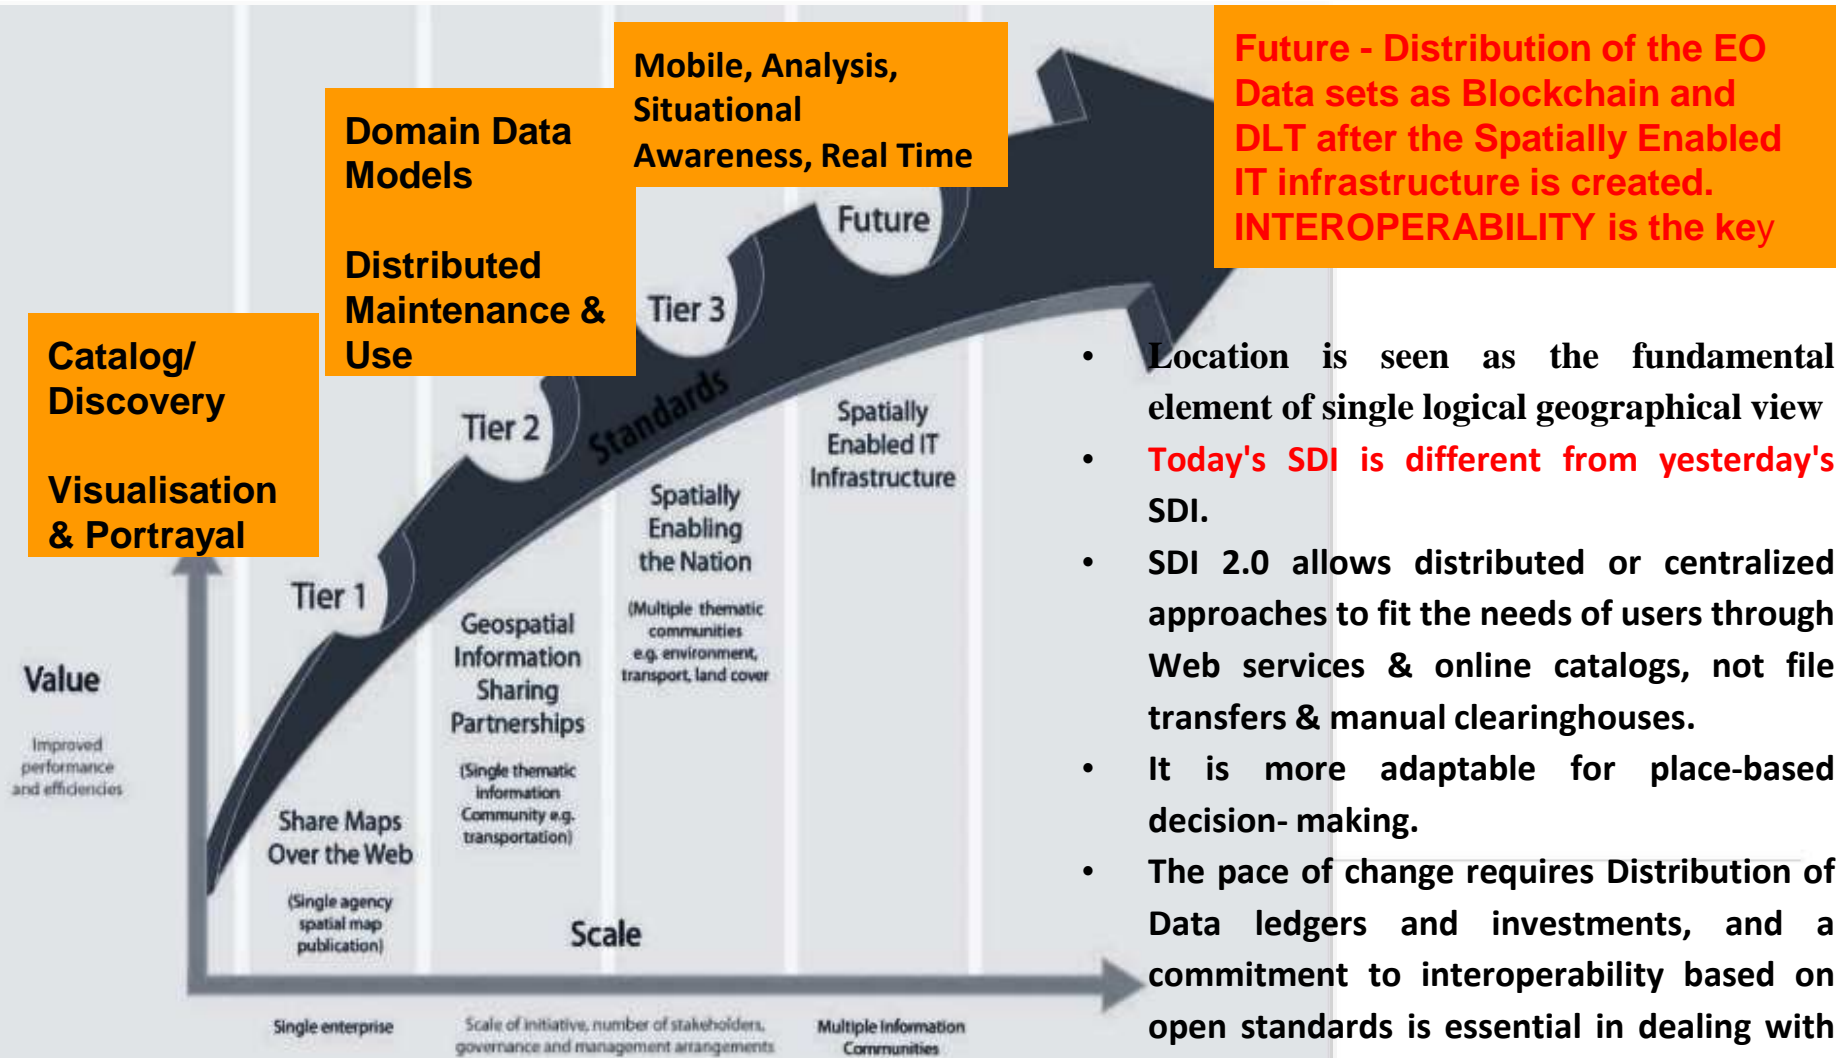 Catalog/
Discovery
Visualisation
& Portrayal
Domain Data
Models
Distributed
Maintenance &
Use
Mobile, Analysis,
Situational
Awareness, Real Time
Future - Distribution of the EO
Data sets as Blockchain and
DLT after the Spatially Enabled
IT infrastructure is created.
INTEROPERABILITY is the key
Future
Tier 3
Tier 2
Tier 1
Standards
Spatially
Enabled IT
Infrastructure
Spatially
Enabling
the Nation
(Multiple thematic
communities
e.g. environment,
transport, land cover
Geospatial
Information
Sharing
Partnerships
(Single thematic
information
Community e.g.
transportation)
Share Maps
Over the Web
(Single agency
spatial map
publication)
Value
Improved
performance
and efficiencies
Scale
Single enterprise
Scale of initiative, number of stakeholders,
governance and management arrangements
Multiple Information
Communities
• Location is seen as the fundamental
element of single logical geographical view
• Today's SDI is different from yesterday's
SDI.
• SDI 2.0 allows distributed or centralized
approaches to fit the needs of users through
Web services & online catalogs, not file
transfers & manual clearinghouses.
• It is more adaptable for place-based
decision- making.
• The pace of change requires Distribution of
Data ledgers and investments, and a
commitment to interoperability based on
open standards is essential in dealing with